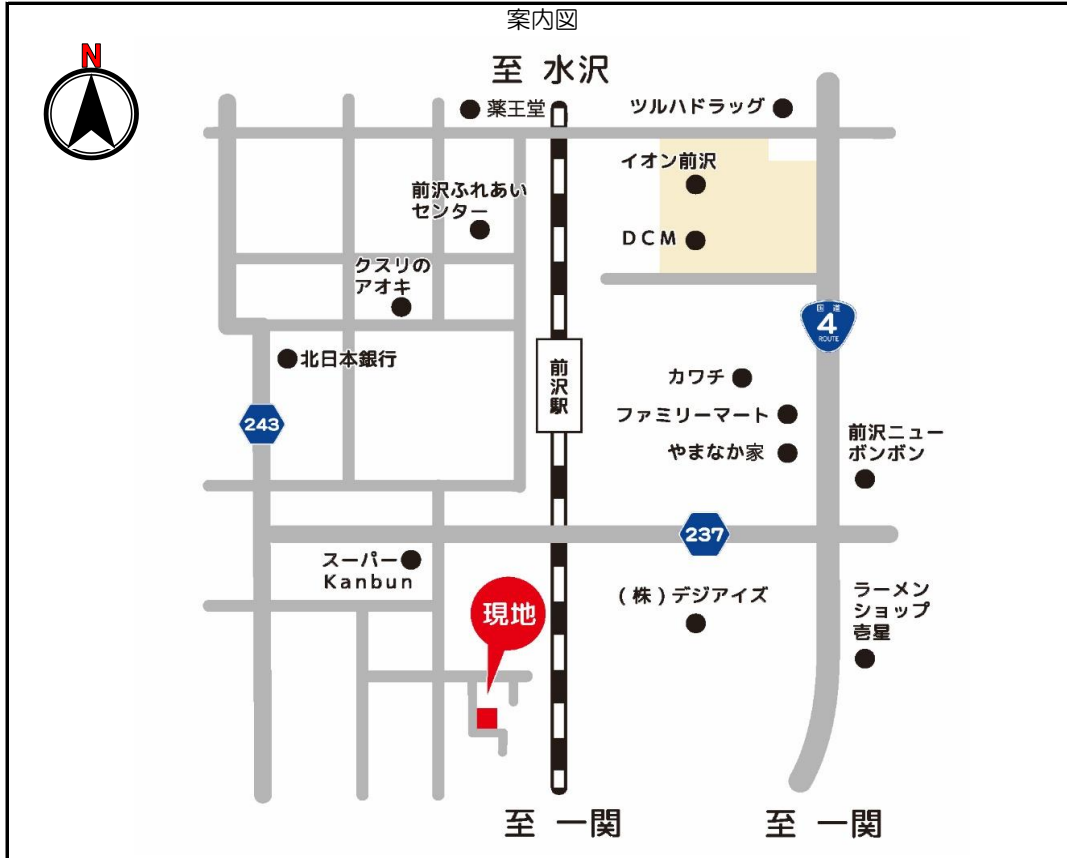 案内図
N
至 水沢
薬王堂
ツルハドラッグ
イオン前沢
前沢ふれあい
センター
DCM
クスリの
アオキ
国道
4
ROUTE
北日本銀行
前沢駅
カワチ
243
ファミリーマート
前沢ニュー
ボンボン
やまなか家
237
スーパー
Kanbun
(株)デジアイズ
ラーメン
ショップ
壱星
現地
至 一関
至 一関